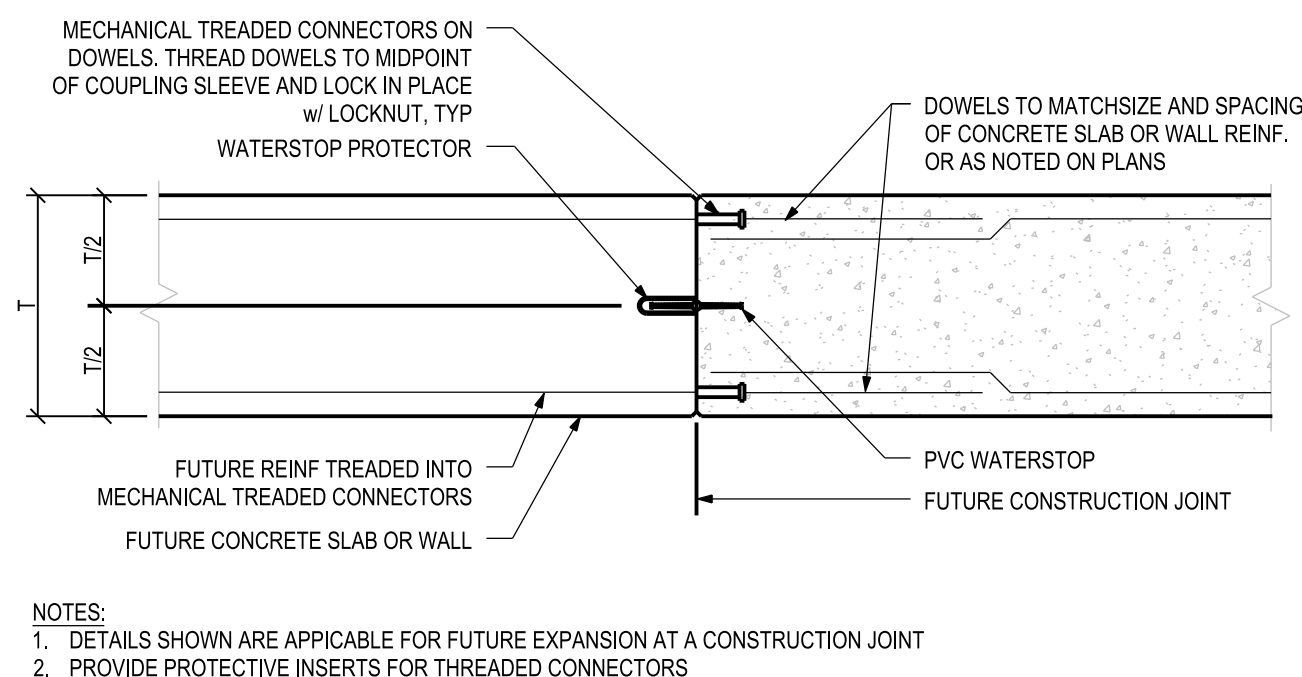 MECHANICAL TREADED CONNECTORS ON
DOWELS. THREAD DOWELS TO MIDPOINT
OF COUPLING SLEEVE AND LOCK IN PLACE
w/ LOCKNUT, TYP
WATERSTOP PROTECTOR
DOWELS TO MATCHSIZE AND SPACING
OF CONCRETE SLAB OR WALL REINF.
OR AS NOTED ON PLANS
T
T/2
T/2
FUTURE REINF TREADED INTO
MECHANICAL TREADED CONNECTORS
FUTURE CONCRETE SLAB OR WALL
PVC WATERSTOP
FUTURE CONSTRUCTION JOINT
NOTES:
1. DETAILS SHOWN ARE APPICABLE FOR FUTURE EXPANSION AT A CONSTRUCTION JOINT
2. PROVIDE PROTECTIVE INSERTS FOR THREADED CONNECTORS